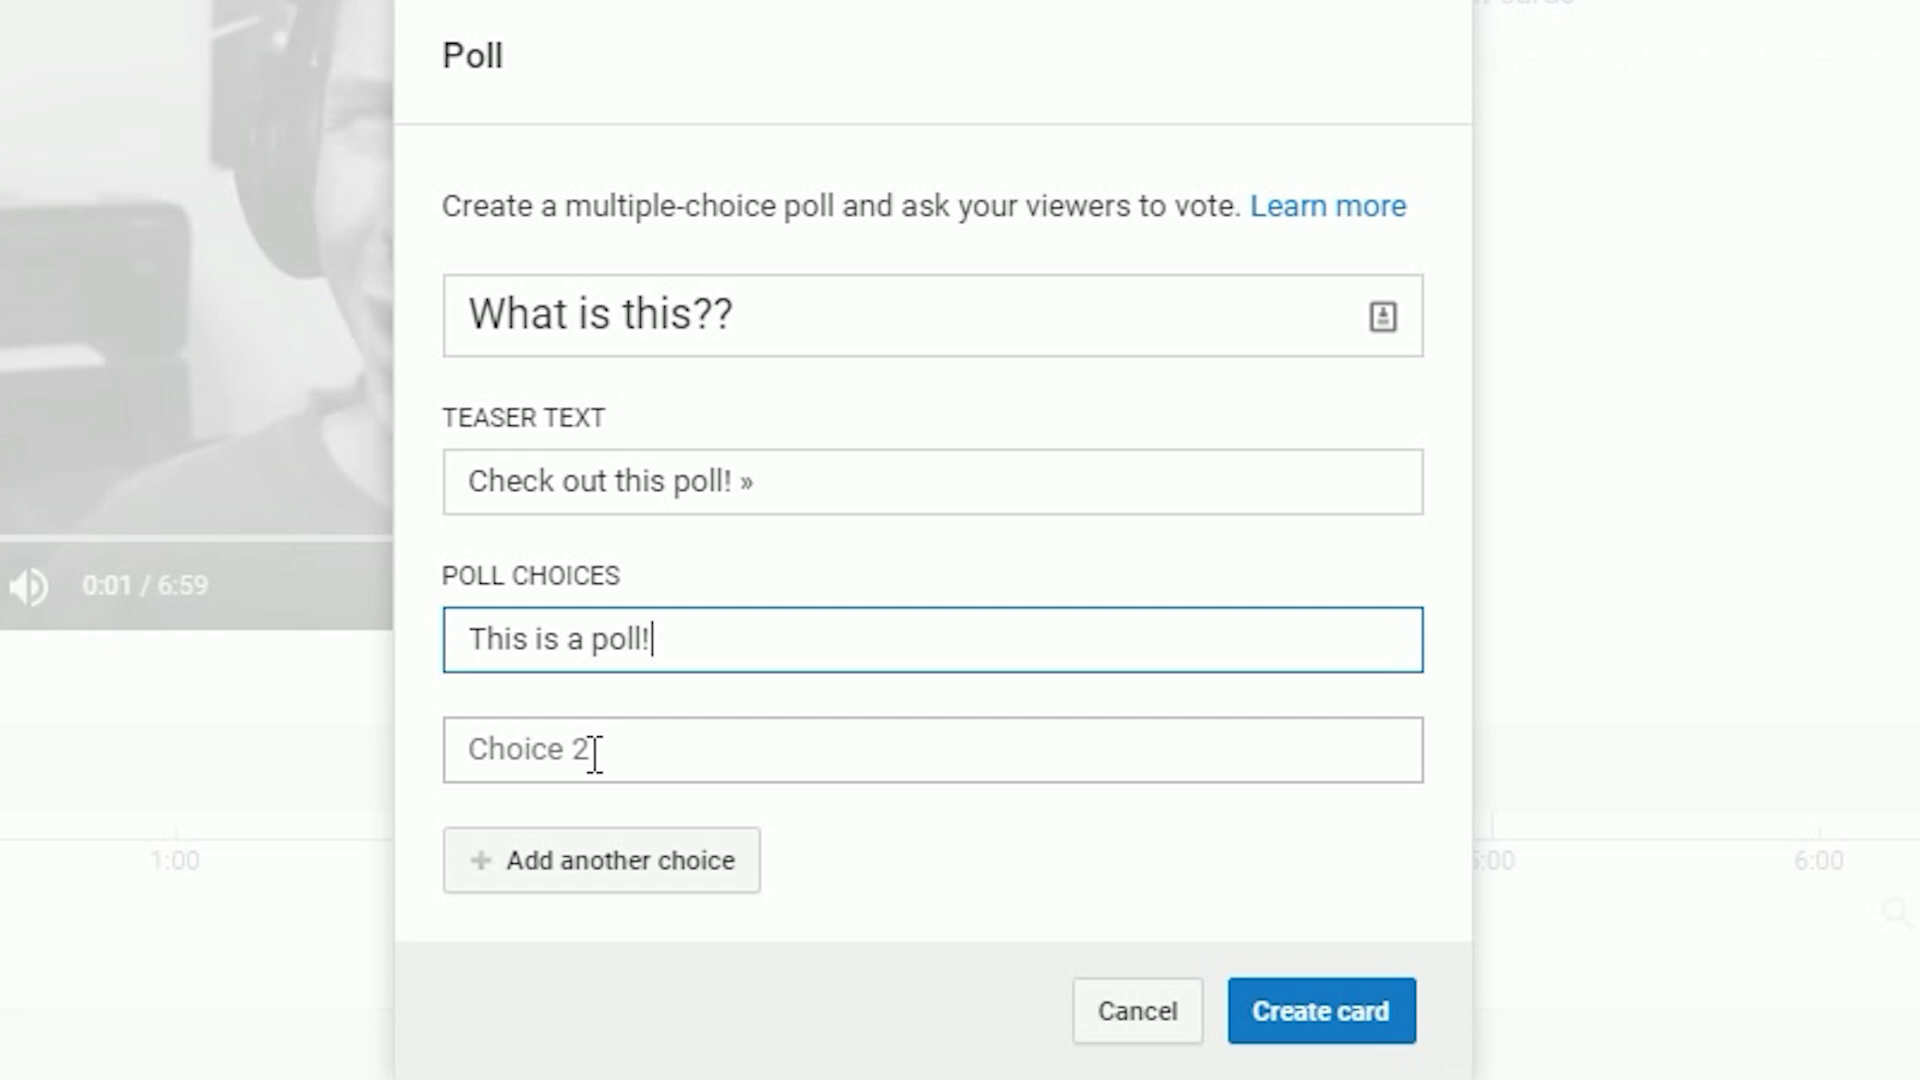 Poll
Create a multiple-choice poll and ask your viewers to vote. Learn more
What is this??
TEASER TEXT
Check out this poll! »
POLL CHOICES
This is a poll!
Choice 2
+ Add another choice
Cancel
Create card
0:01 / 6:59
1:00
5:00
6:00